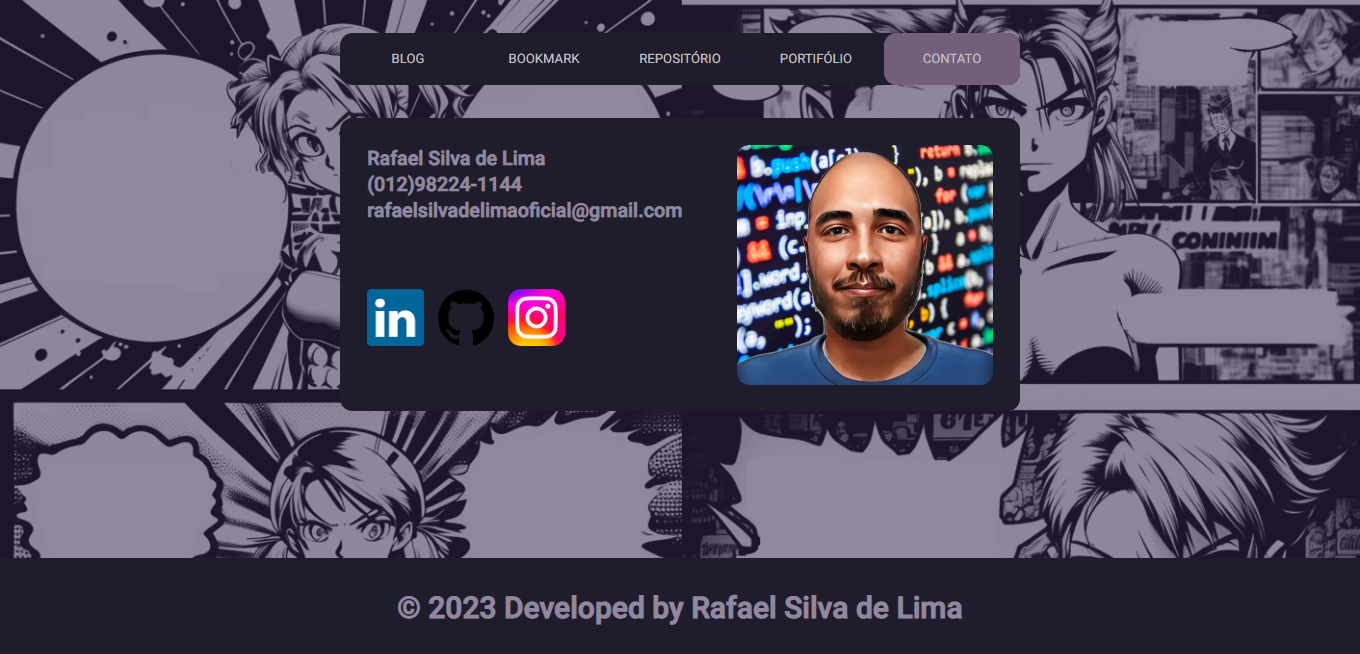 BLOG BOOKMARK REPOSITÓRIO PORTIFÓLIO CONTATO
Rafael Silva de Lima
(012)98224-1144
rafaelsilvadelimaoficial@gmail.com
in
© 2023 Developed by Rafael Silva de Lima